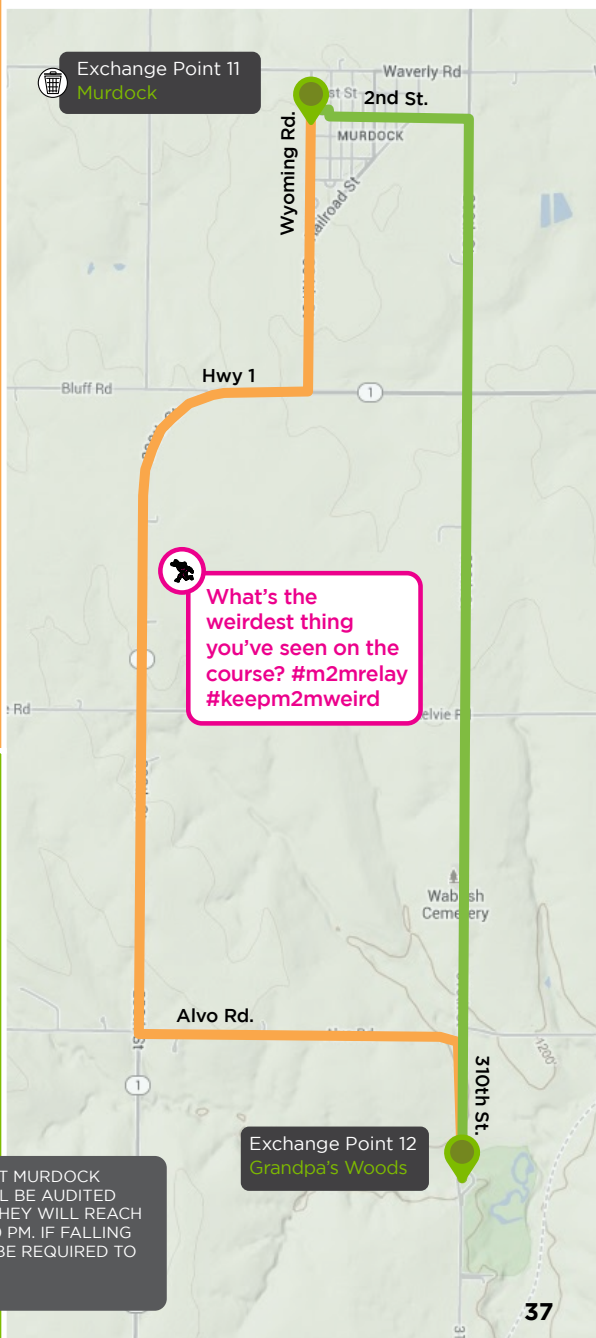 Exchange Point 11
Murdock
Waverly Rd
2nd St.
MURDOCK
Wyoming Rd.
Railroad St
Hwy 1
Bluff Rd
1
What's the
weirdest thing
you've seen on the
course? #m2mrelay
#keepm2mweird
Rd
Cemetery
Alvo Rd.
1200'
310th St.
1
Exchange Point 12
Grandpa's Woods
T MURDOCK
L BE AUDITED
HEY WILL REACH
0 PM. IF FALLING
BE REQUIRED TO
37